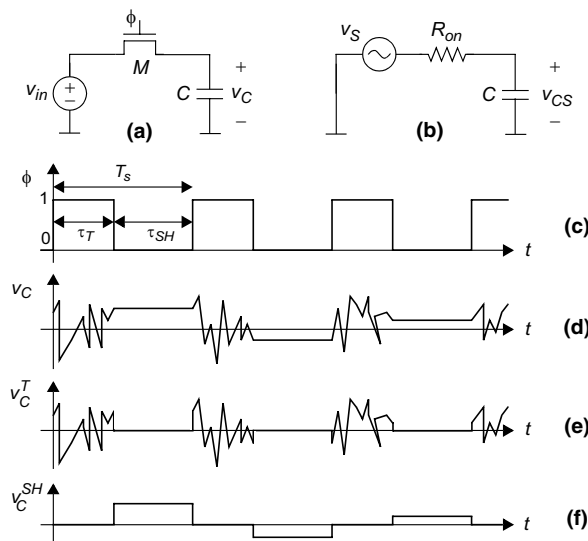 ϕ
M
v_in
+
−
C
+
v_C
−
(a)
v_S
R_on
C
+
v_CS
−
(b)
ϕ
T_s
1
τ_T
τ_SH
0
t
(c)
v_C
t
(d)
v_C^T
t
(e)
v_C^SH
t
(f)